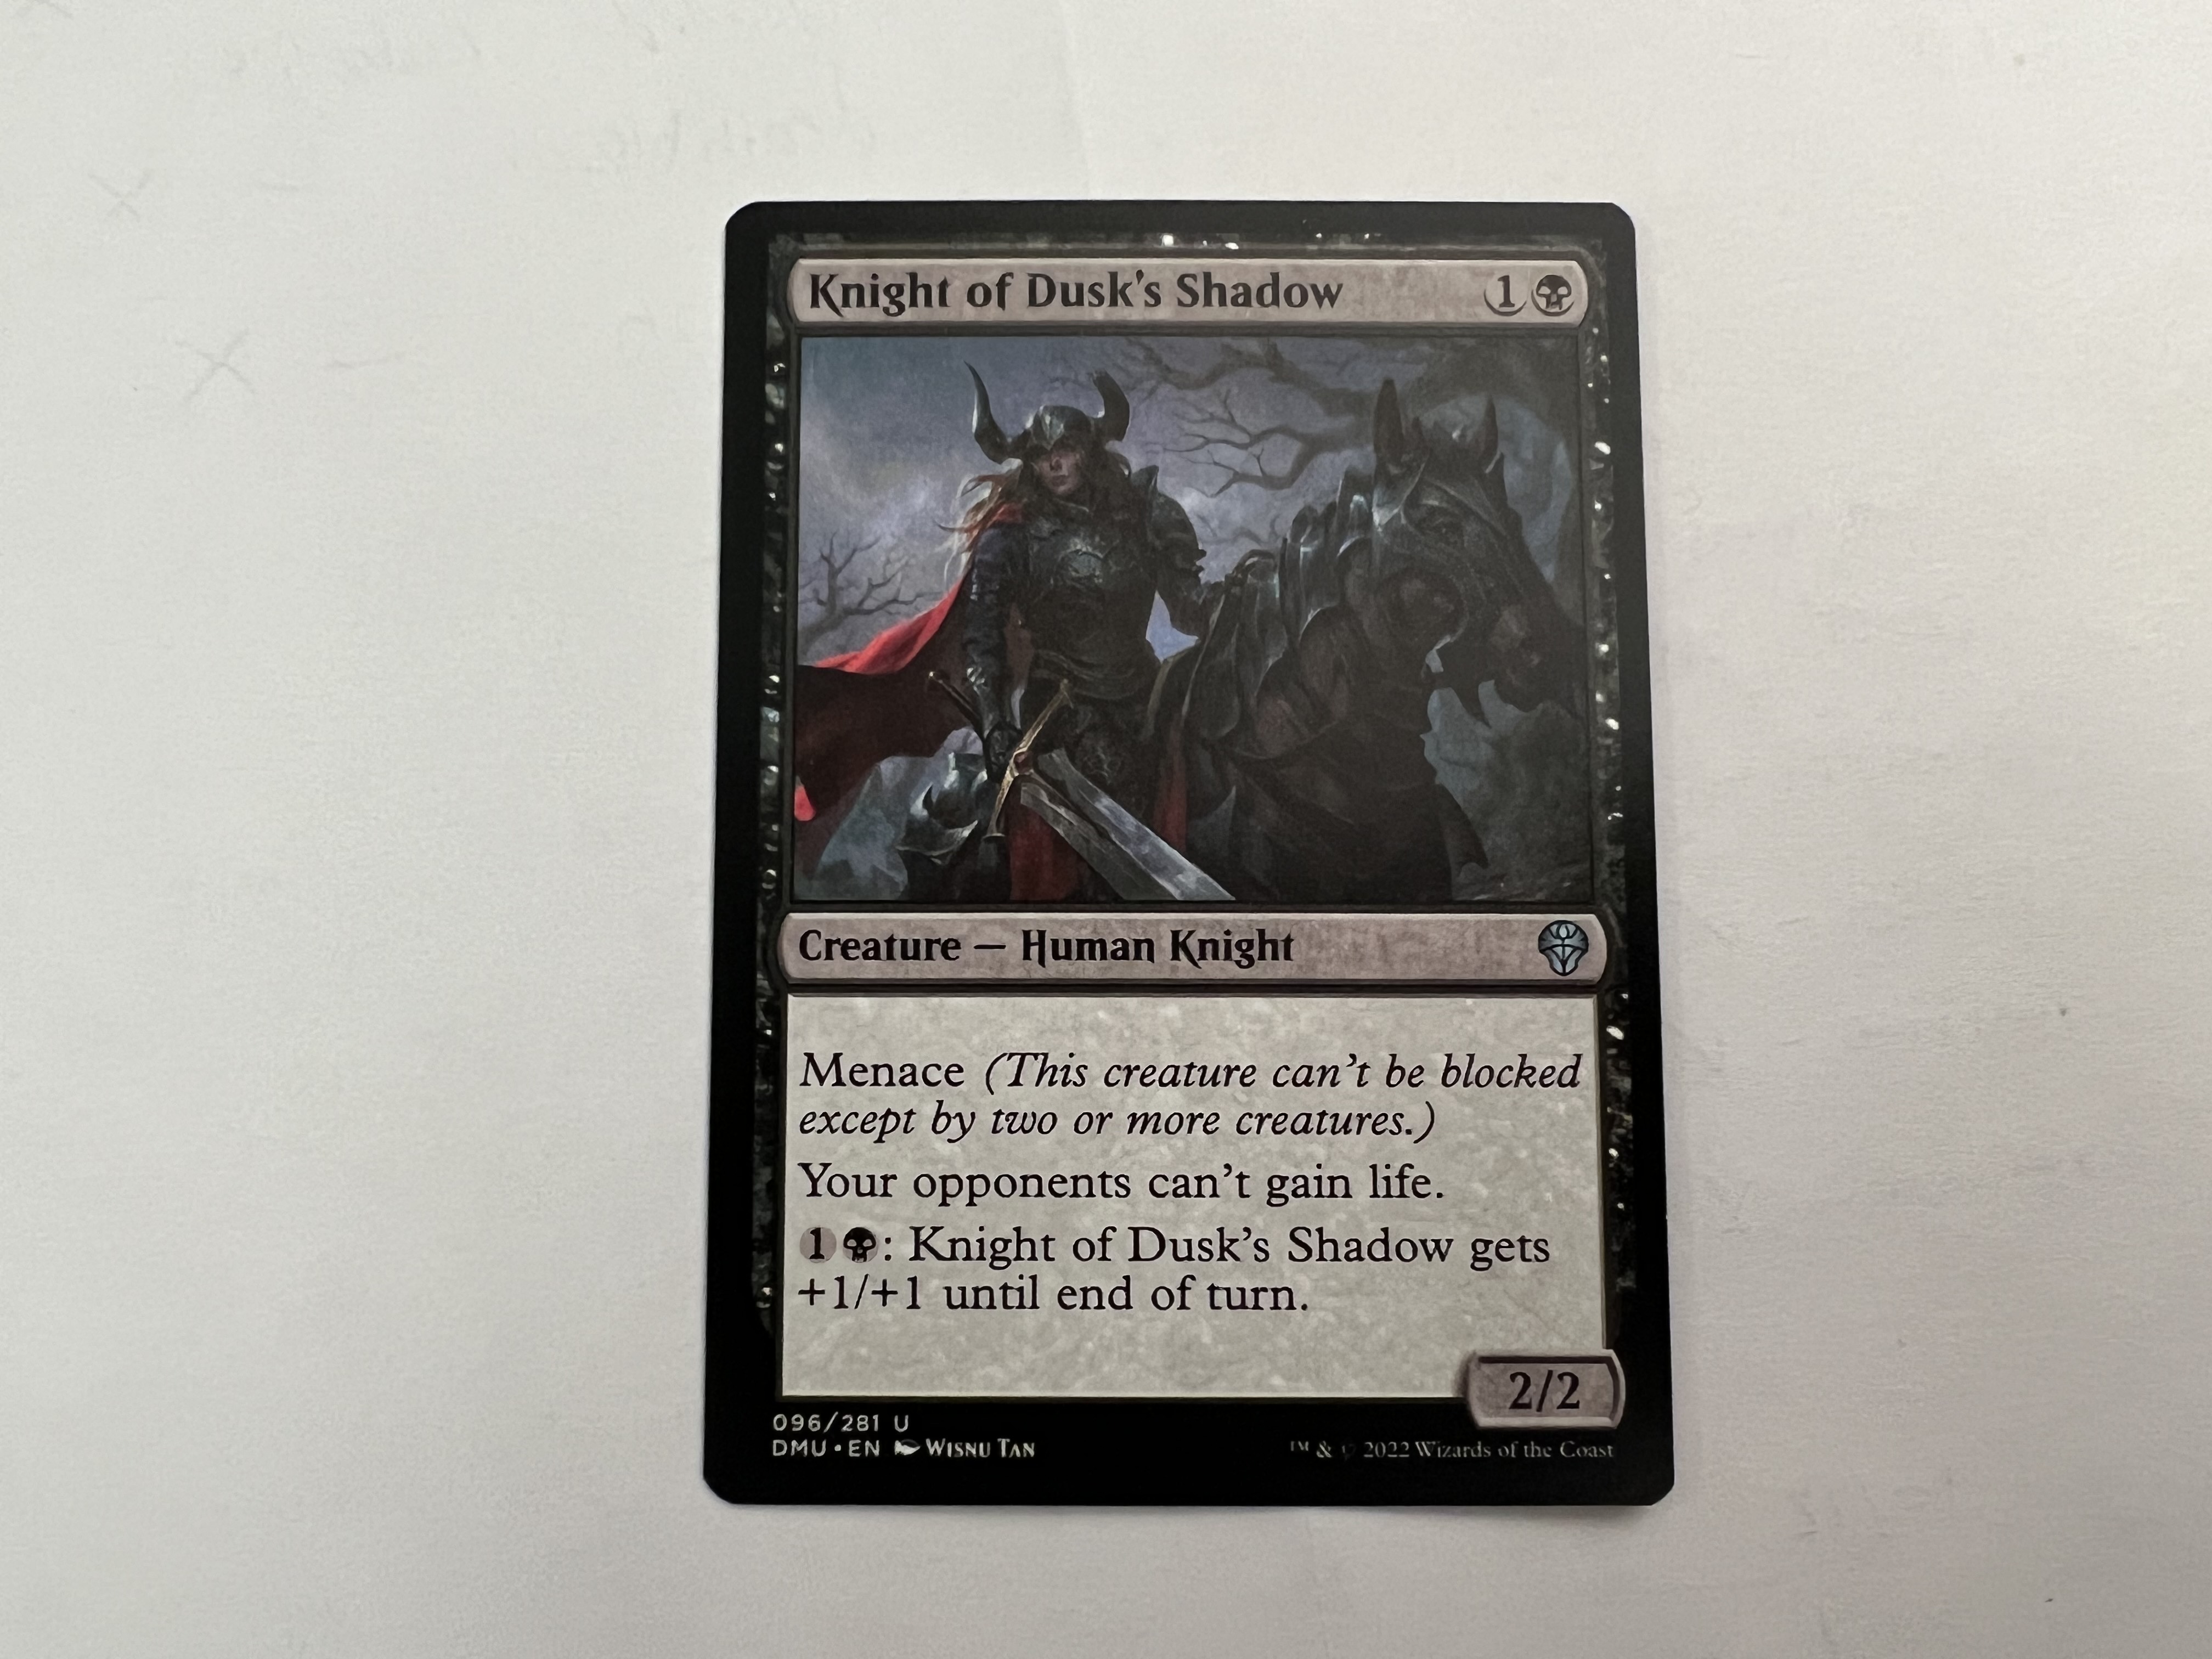 Knight of Dusk's Shadow 1
Creature — Human Knight
Menace (This creature can't be blocked
except by two or more creatures.)
Your opponents can't gain life.
1: Knight of Dusk's Shadow gets
+1/+1 until end of turn.
2/2
096/281 U
DMU • EN Wisnu Tan
™ & © 2022 Wizards of the Coast